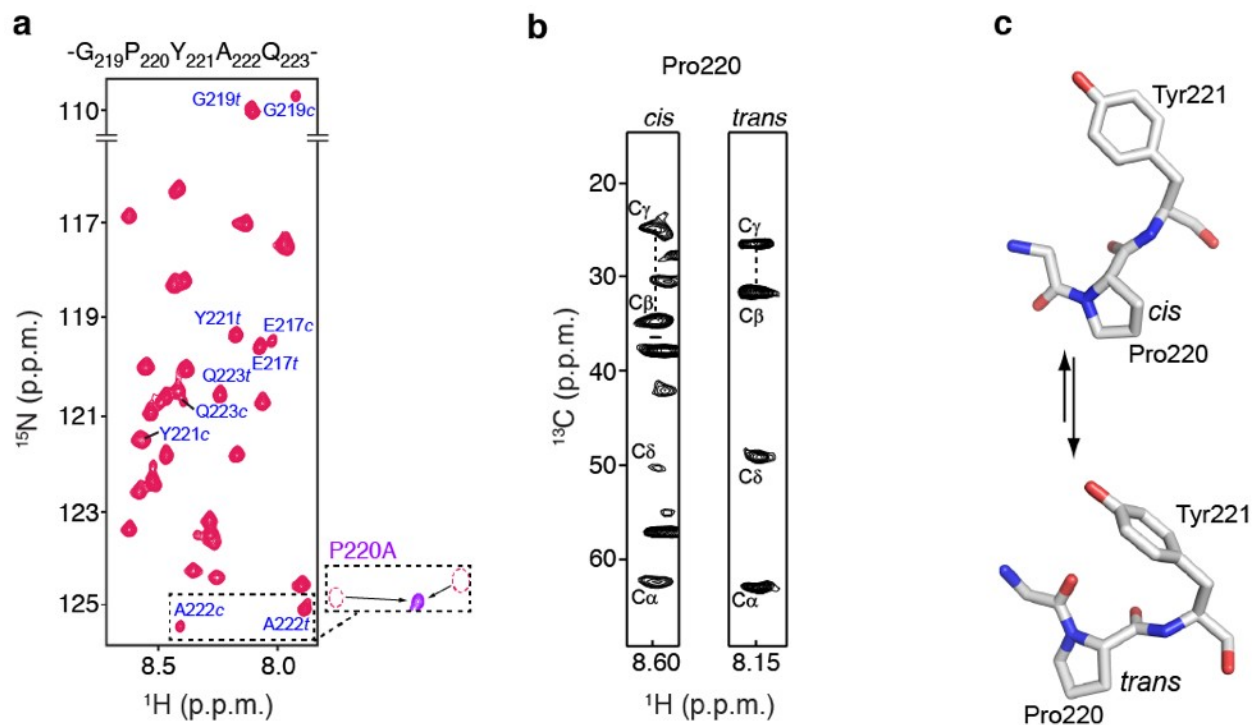 a
-G₂₁₉P₂₂₀Y₂₂₁A₂₂₂Q₂₂₃-
G219t
G219c
110
117
119
121
123
125
Y221t
E217c
E217t
Q223t
Q223c
Y221c
P220A
A222c
A222t
8.5
8.0
¹⁵N (p.p.m.)
¹H (p.p.m.)
b
Pro220
cis
trans
20
30
40
50
60
Cγ
Cγ
Cβ
Cβ
Cδ
Cδ
Cα
Cα
8.60
8.15
¹³C (p.p.m.)
¹H (p.p.m.)
c
Tyr221
cis
Pro220
Tyr221
trans
Pro220